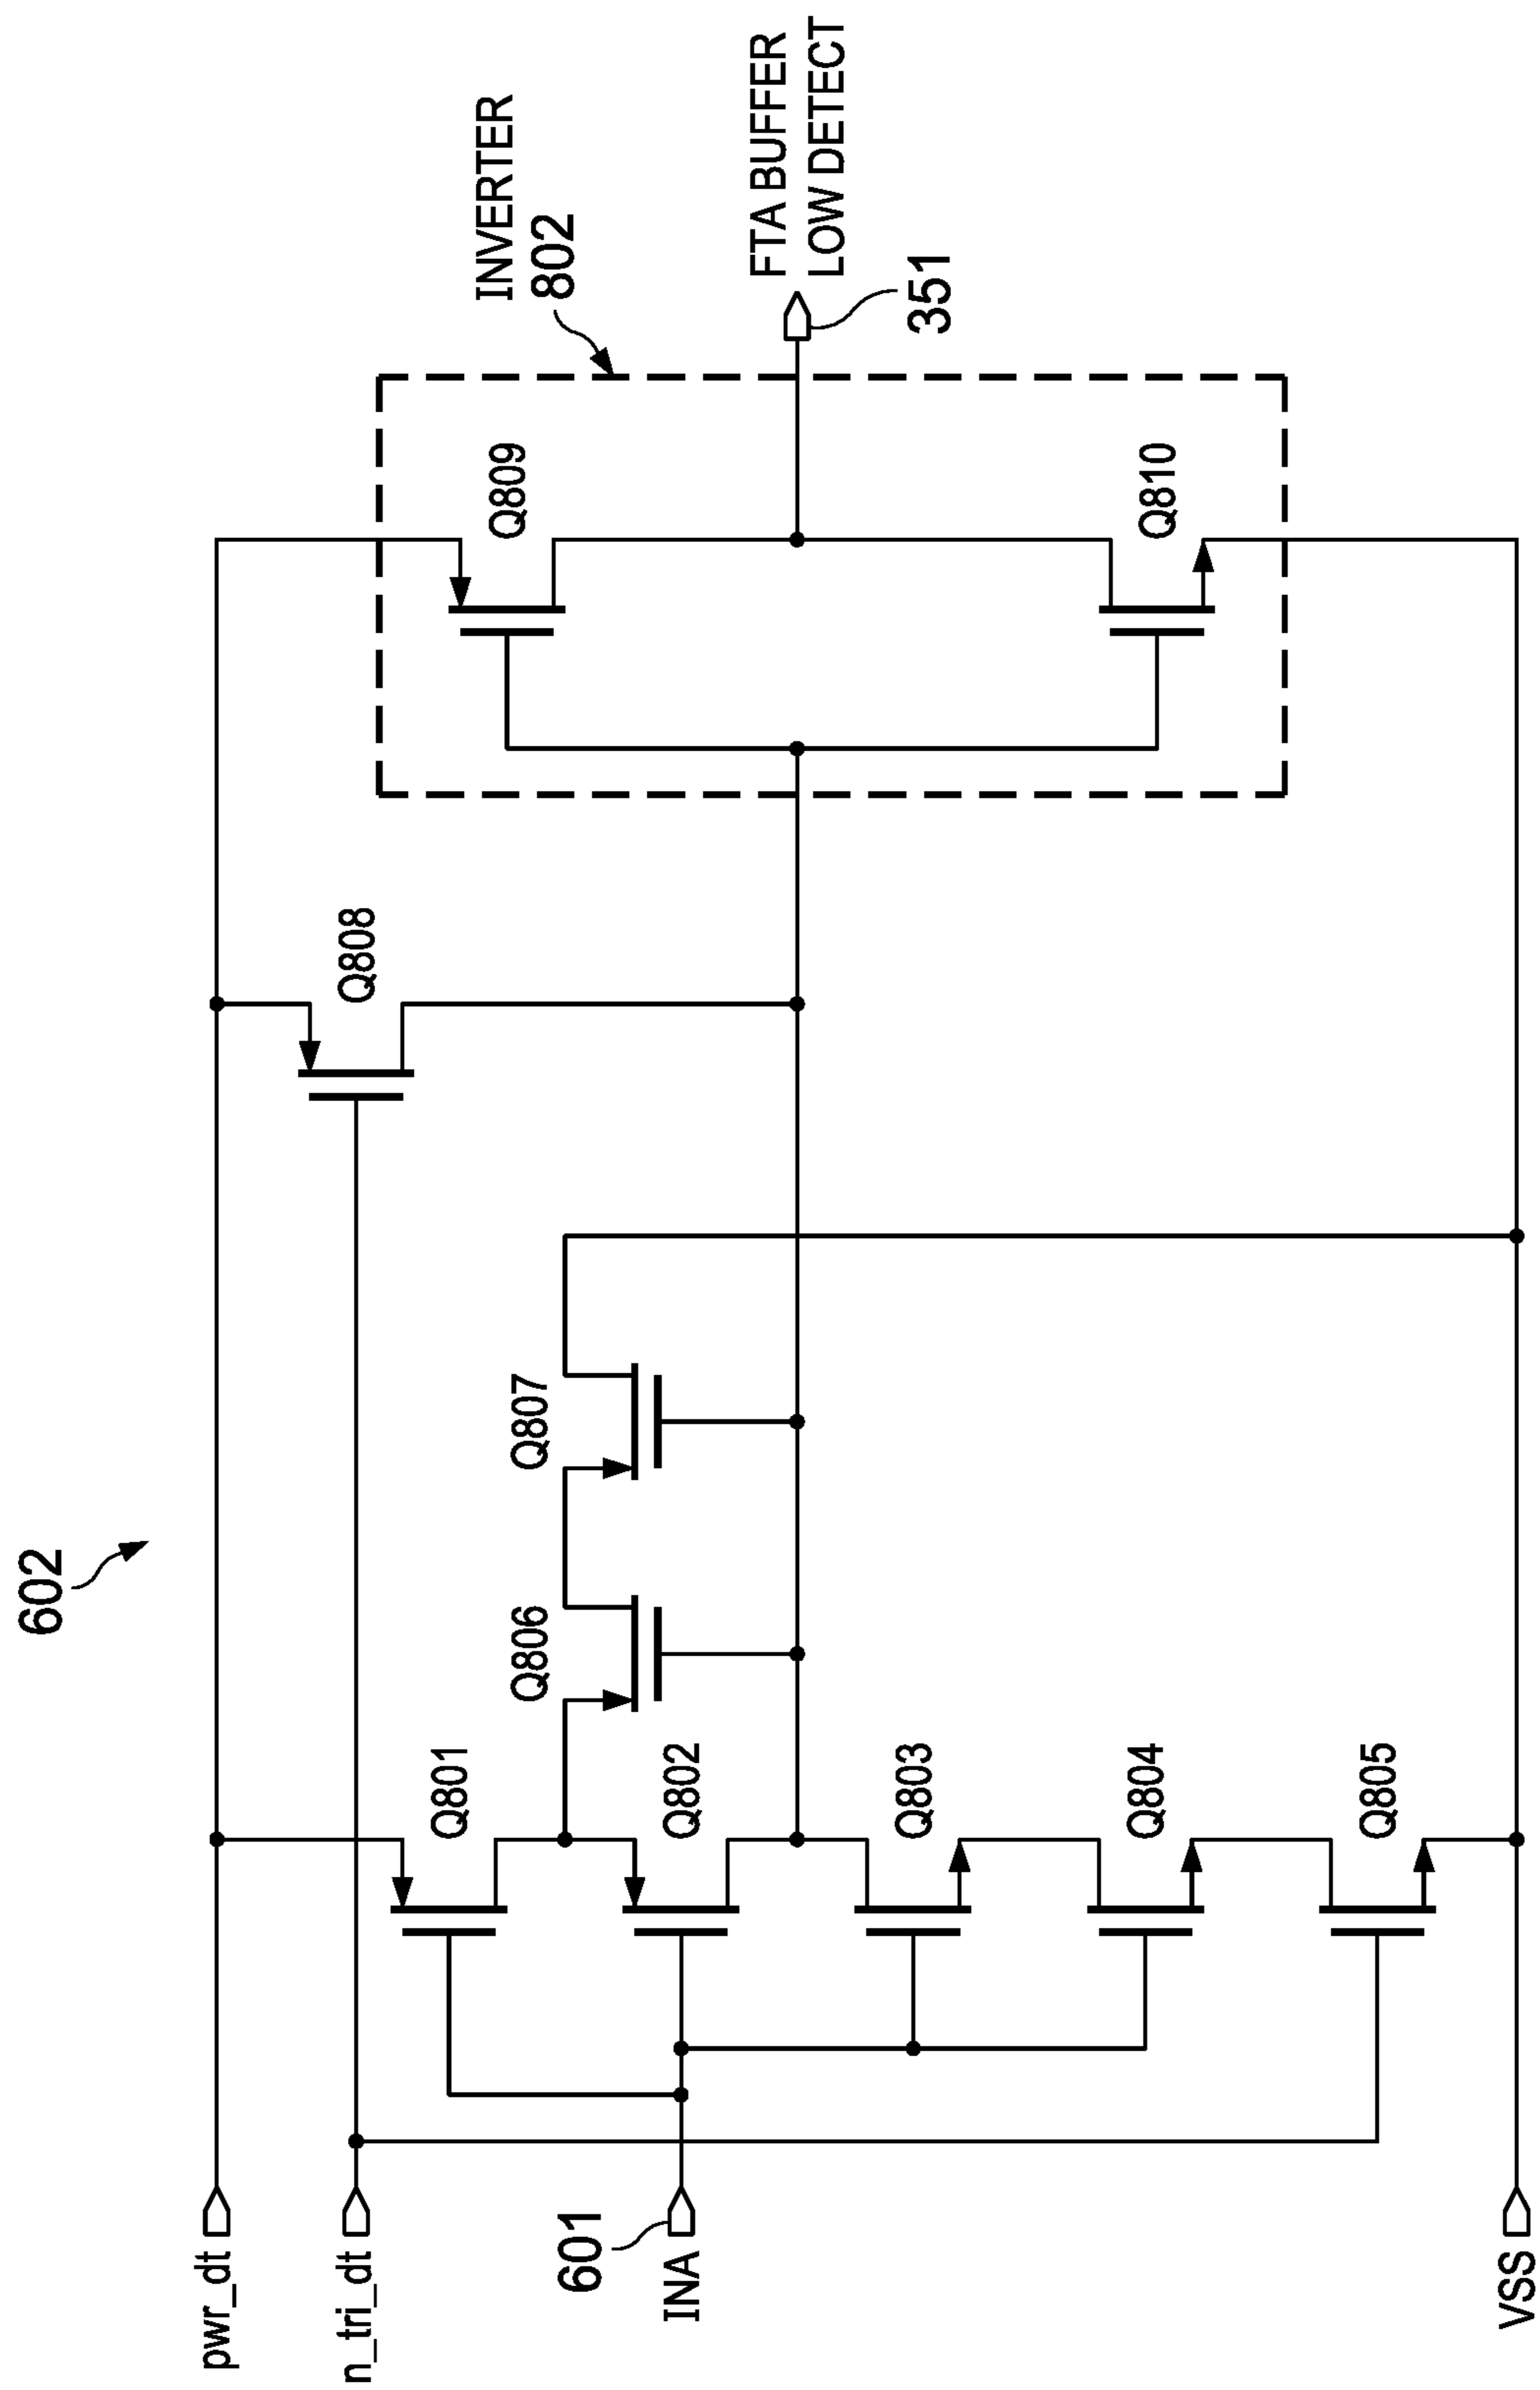 602
pwr_dt
n_tri_dt
601
INA
VSS
Q801
Q802
Q803
Q804
Q805
Q806
Q807
Q808
INVERTER
802
Q809
Q810
FTA BUFFER
LOW DETECT
351